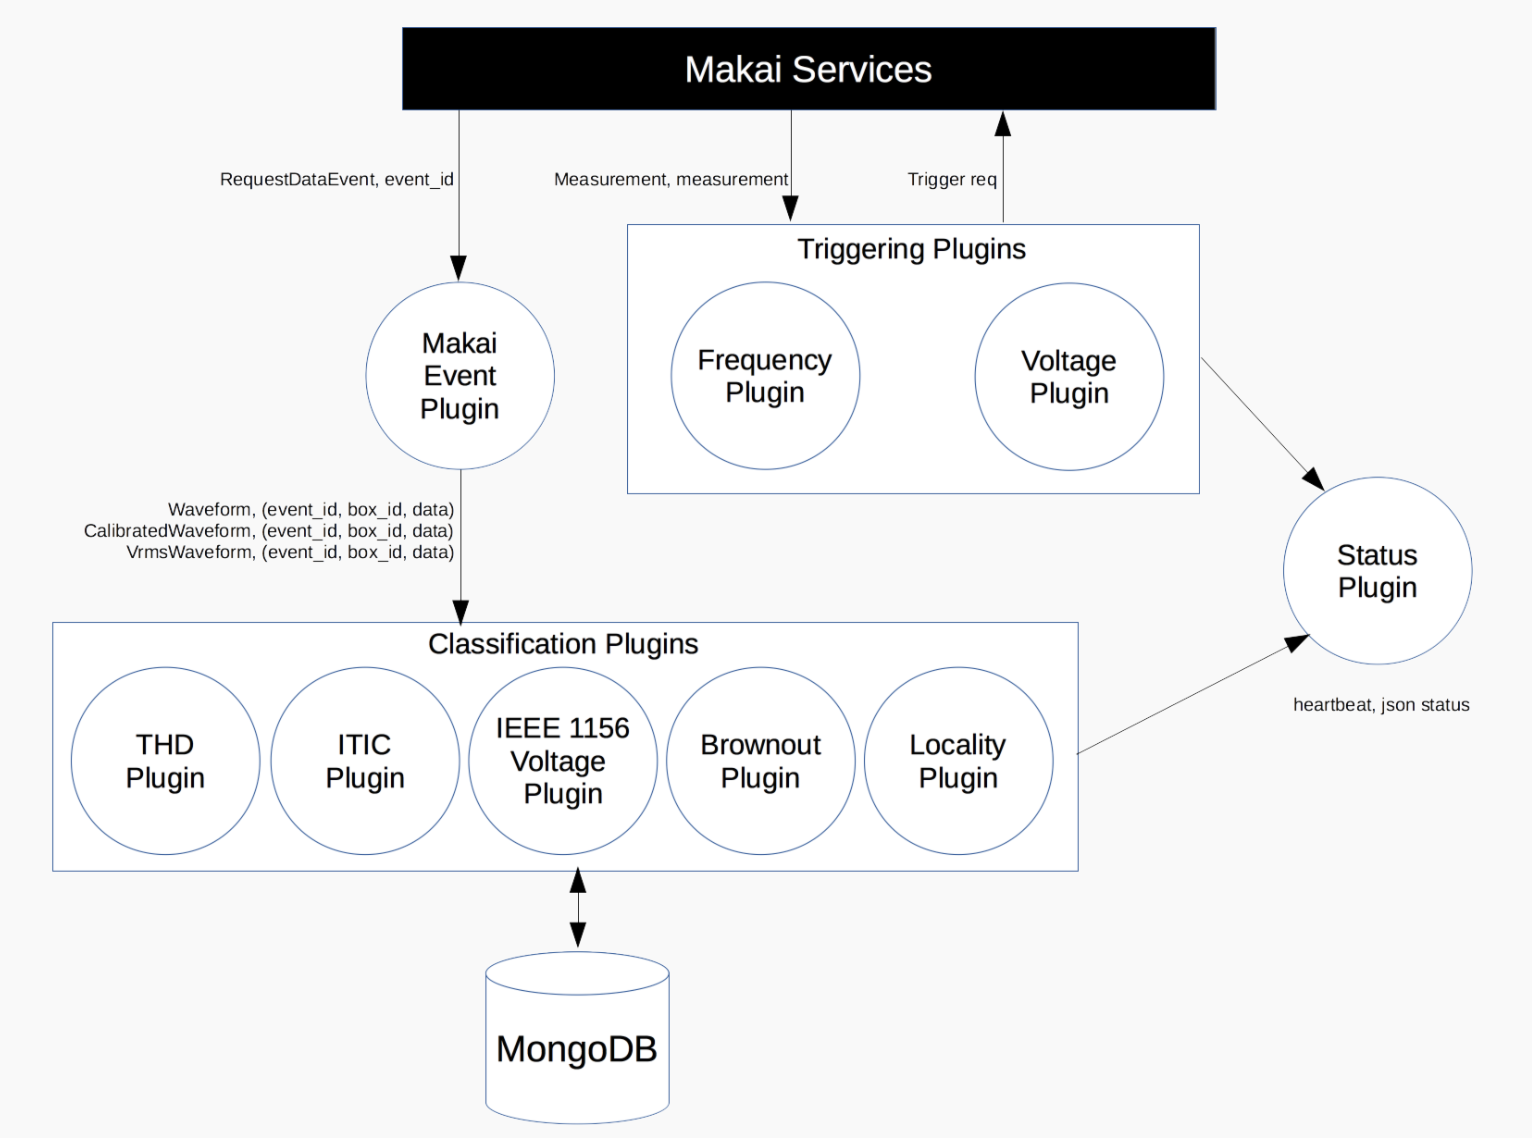 Makai Services
RequestDataEvent, event_id
Measurement, measurement
Trigger req
Triggering Plugins
Makai
Event
Plugin
Frequency
Plugin
Voltage
Plugin
Waveform, (event_id, box_id, data)
CalibratedWaveform, (event_id, box_id, data)
VrmsWaveform, (event_id, box_id, data)
Status
Plugin
heartbeat, json status
Classification Plugins
THD
Plugin
ITIC
Plugin
IEEE 1156
Voltage
Plugin
Brownout
Plugin
Locality
Plugin
MongoDB